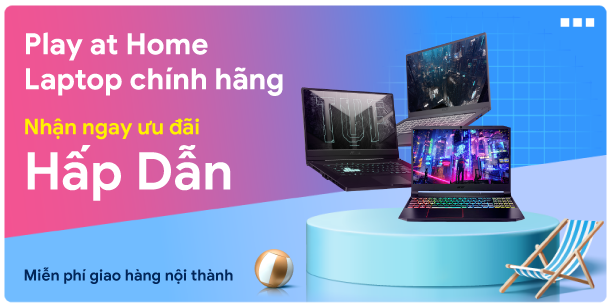 Play at Home
Laptop chính hãng
Nhận ngay ưu đãi
Hấp Dẫn
Miễn phí giao hàng nội thành